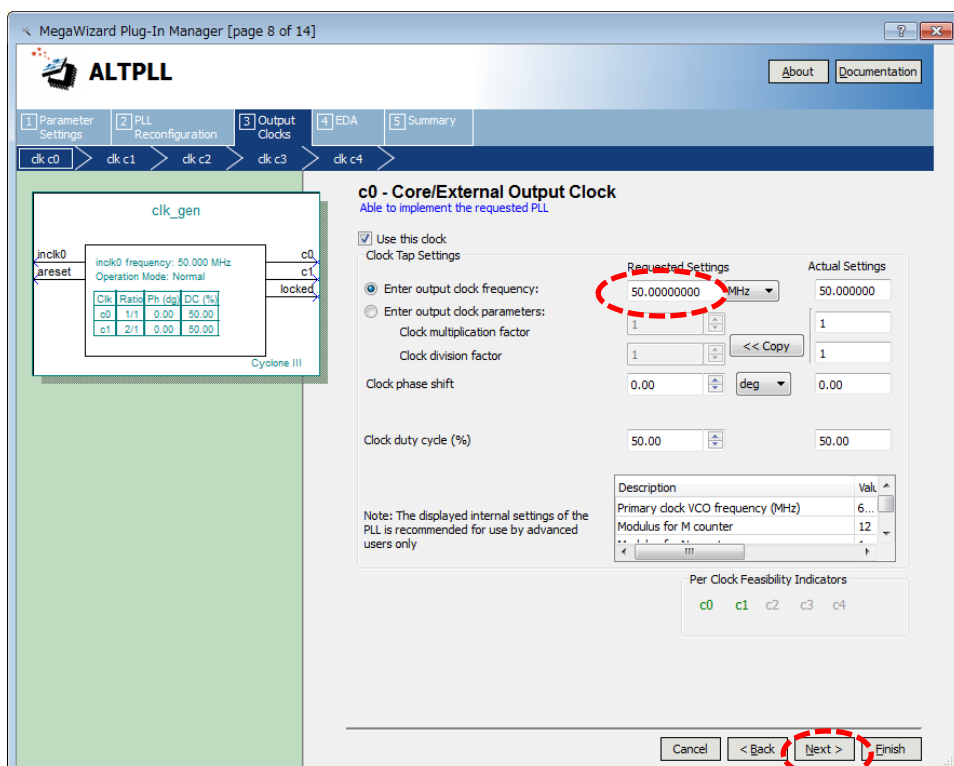 MegaWizard Plug-In Manager [page 8 of 14]
ALTPLL
About
Documentation
1 Parameter Settings
2 PLL Reconfiguration
3 Output Clocks
4 EDA
5 Summary
clk c0
clk c1
clk c2
clk c3
clk c4
clk_gen
inclk0
areset
c0
c1
locked
inclk0 frequency: 50.000 MHz
Operation Mode: Normal
Clk Ratio Ph (dg) DC (%)
c0 1/1 0.00 50.00
c1 2/1 0.00 50.00
Cyclone III
c0 - Core/External Output Clock
Able to implement the requested PLL
Use this clock
Clock Tap Settings
Requested Settings
Actual Settings
Enter output clock frequency:
50.00000000
MHz
50.000000
Enter output clock parameters:
Clock multiplication factor
1
1
<< Copy
Clock division factor
1
1
Clock phase shift
0.00
deg
0.00
Clock duty cycle (%)
50.00
50.00
Note: The displayed internal settings of the
PLL is recommended for use by advanced
users only
Description
Primary clock VCO frequency (MHz) 6...
Modulus for M counter 12
Per Clock Feasibility Indicators
c0 c1 c2 c3 c4
Cancel
< Back
Next >
Finish